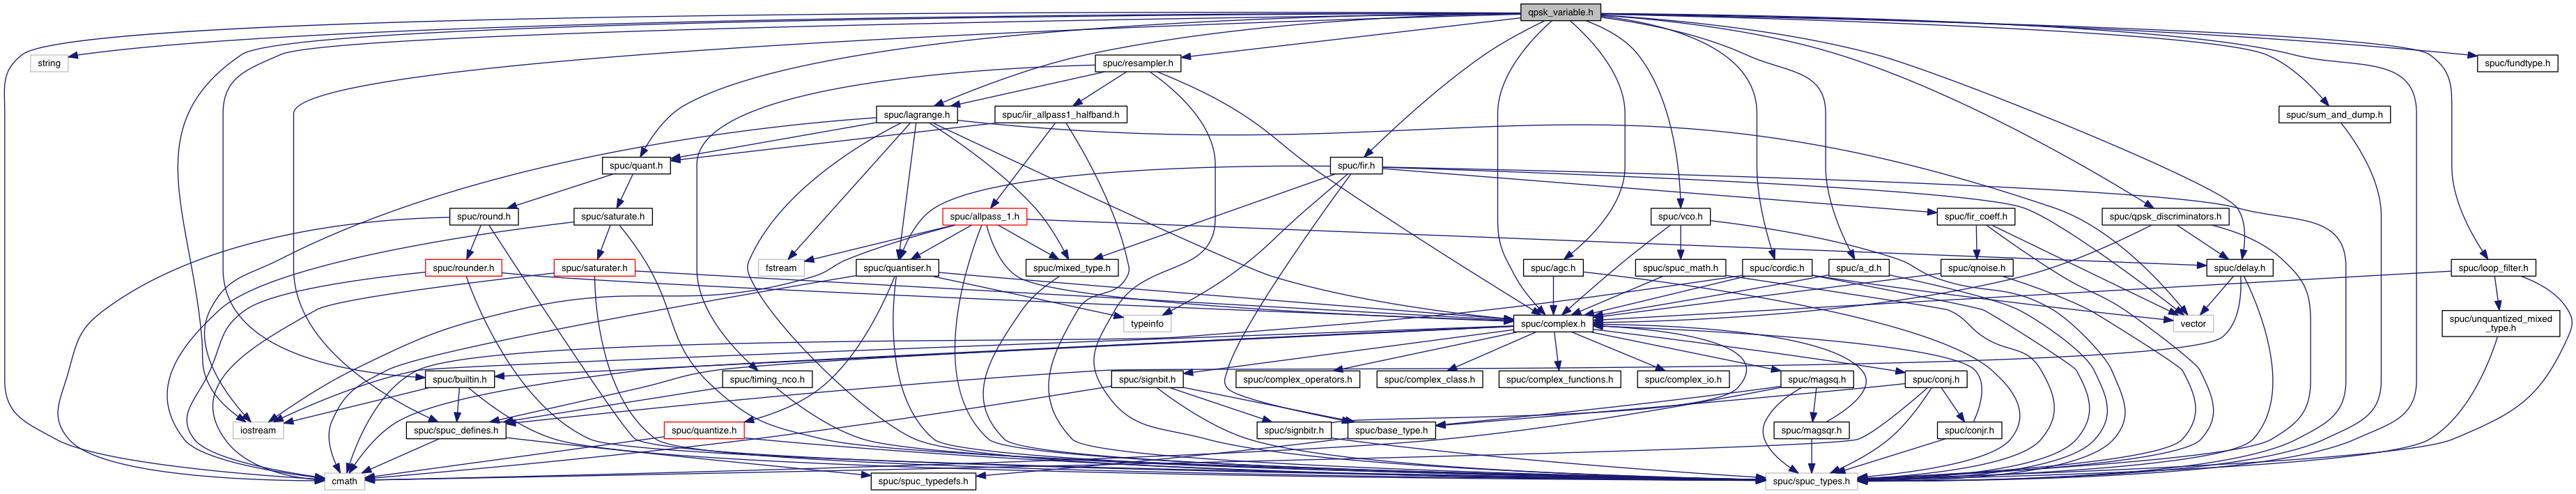 qpsk_variable.h
string
spuc/resampler.h
spuc/fundtype.h
spuc/lagrange.h
spuc/iir_allpass1_halfband.h
spuc/sum_and_dump.h
spuc/quant.h
spuc/fir.h
spuc/round.h
spuc/saturate.h
spuc/allpass_1.h
spuc/vco.h
spuc/fir_coeff.h
spuc/qpsk_discriminators.h
spuc/rounder.h
spuc/saturater.h
fstream
spuc/quantiser.h
spuc/mixed_type.h
spuc/agc.h
spuc/spuc_math.h
spuc/cordic.h
spuc/a_d.h
spuc/qnoise.h
spuc/delay.h
spuc/loop_filter.h
typeinfo
spuc/complex.h
vector
spuc/unquantized_mixed
_type.h
spuc/builtin.h
spuc/timing_nco.h
spuc/signbit.h
spuc/complex_operators.h
spuc/complex_class.h
spuc/complex_functions.h
spuc/complex_io.h
spuc/magsq.h
spuc/conj.h
iostream
spuc/spuc_defines.h
spuc/quantize.h
spuc/signbitr.h
spuc/base_type.h
spuc/magsqr.h
spuc/conjr.h
cmath
spuc/spuc_typedefs.h
spuc/spuc_types.h